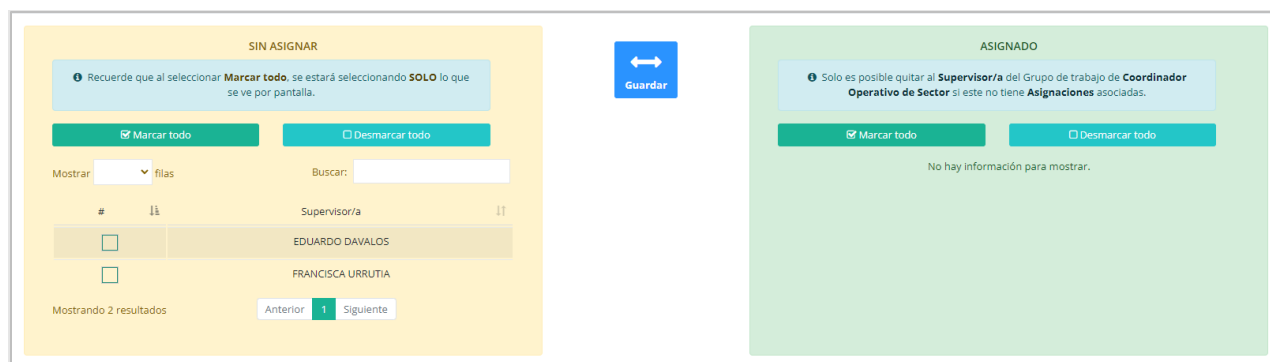 SIN ASIGNAR
Recuerde que al seleccionar Marcar todo, se estará seleccionando SOLO lo que
se ve por pantalla.
Marcar todo
Desmarcar todo
Mostrar filas
Buscar:
# Supervisor/a
EDUARDO DAVALOS
FRANCISCA URRUTIA
Mostrando 2 resultados
Anterior 1 Siguiente
Guardar
ASIGNADO
Solo es posible quitar al Supervisor/a del Grupo de trabajo de Coordinador
Operativo de Sector si este no tiene Asignaciones asociadas.
Marcar todo
Desmarcar todo
No hay información para mostrar.